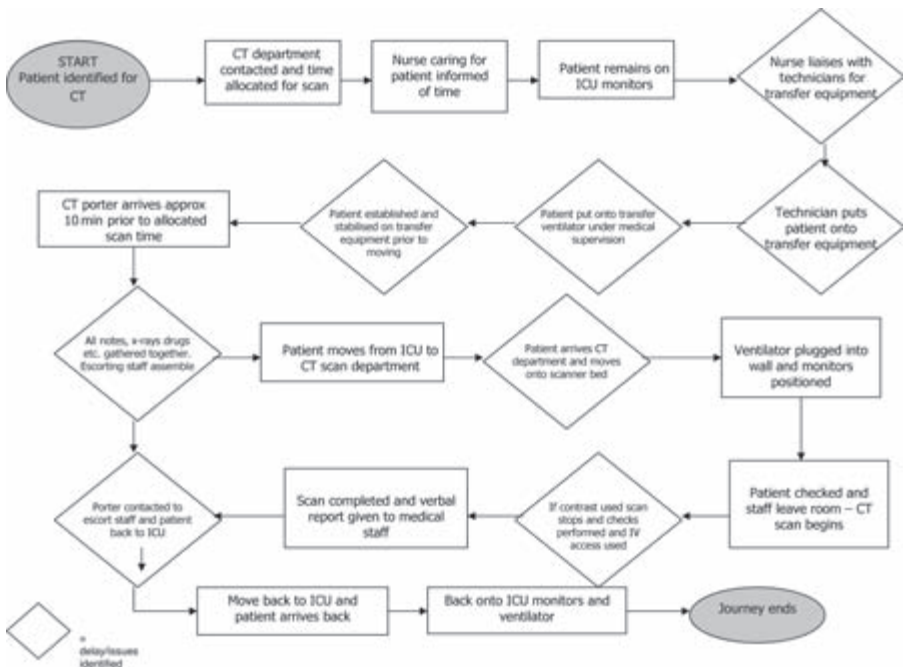 START
Patient identified for
CT
CT department
contacted and time
allocated for scan
Nurse caring for
patient informed
of time
Patient remains on
ICU monitors
Nurse liaises with
technicians for
transfer equipment
CT porter arrives approx
10 min prior to allocated
scan time
Patient established and
stabilised on transfer
equipment prior to
moving
Patient put onto transfer
ventilator under medical
supervision
Technician puts
patient onto
transfer equipment
All notes, x-rays drugs
etc. gathered together.
Escorting staff assemble
Patient moves from ICU to
CT scan department
Patient arrives CT
department and moves
onto scanner bed
Ventilator plugged into
wall and monitors
positioned
Porter contacted to
escort staff and patient
back to ICU
Scan completed and verbal
report given to medical
staff
If contrast used scan
stops and checks
performed and IV
access used
Patient checked and
staff leave room – CT
scan begins
Move back to ICU and
patient arrives back
Back onto ICU monitors and
ventilator
Journey ends
=
delay/issues
identified